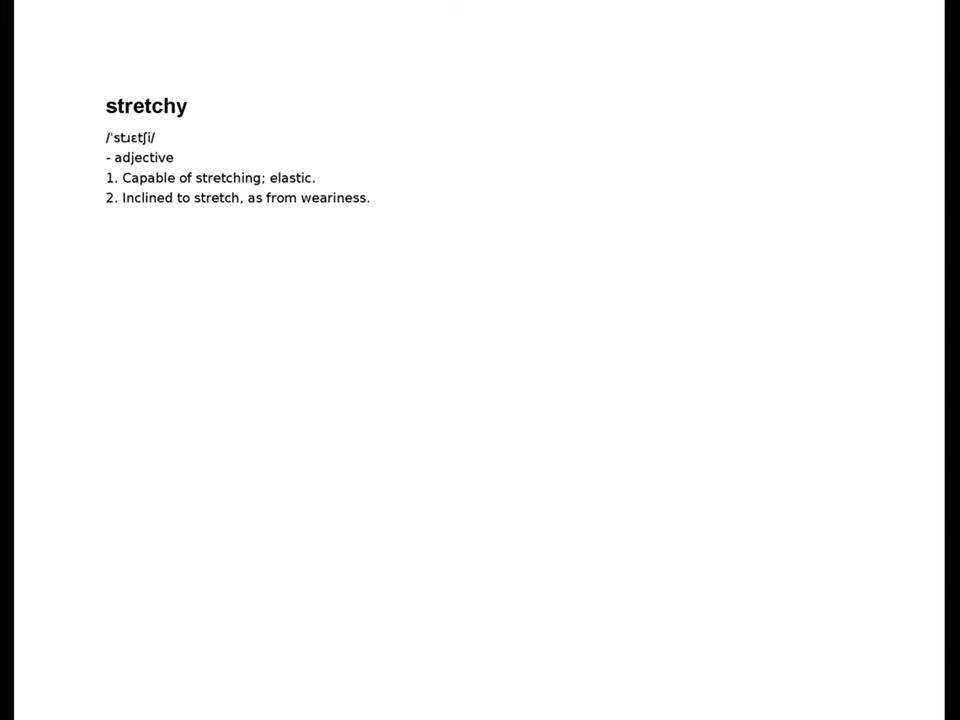 stretchy
/ˈstɹɛtʃi/
- adjective
1. Capable of stretching; elastic.
2. Inclined to stretch, as from weariness.